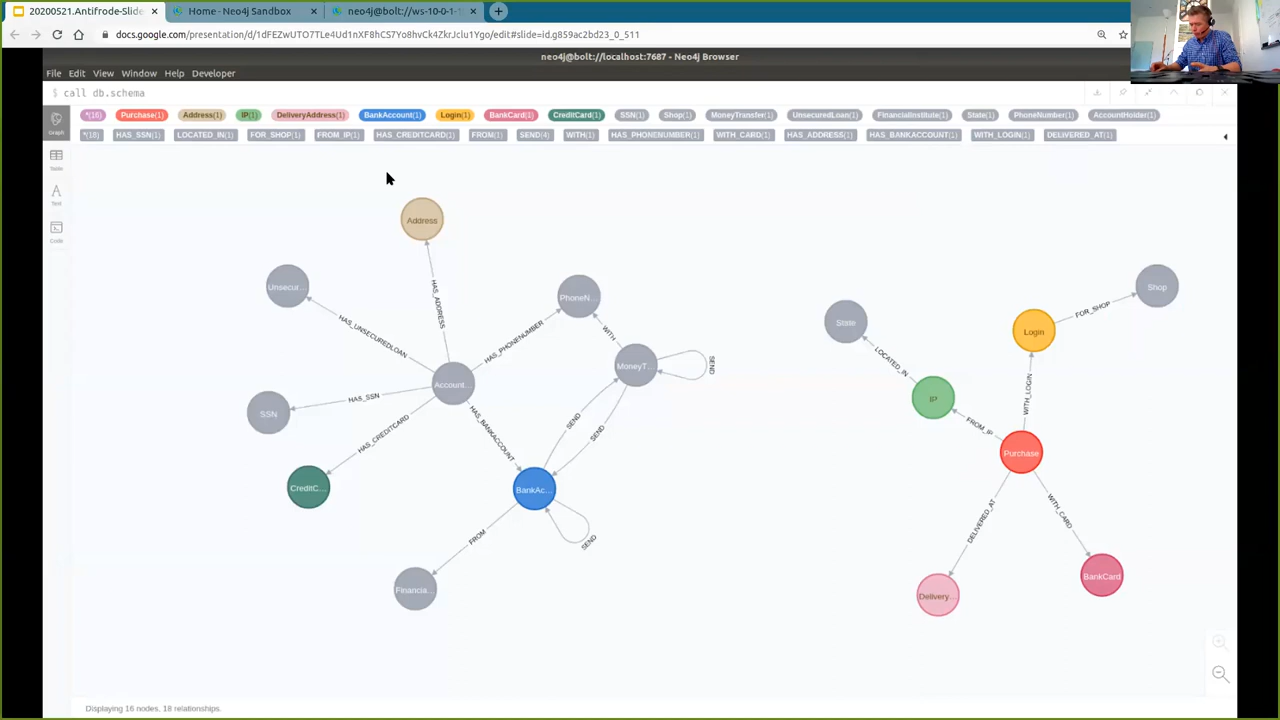 20200521.Antifrode-Slide
Home - Neo4j Sandbox
neo4j@bolt://ws-10-0-1-1
docs.google.com/presentation/d/1dFEZwUTO7TLe4Ud1nXF8hCS7Yo8hvCk4ZkrJclu1Ygo/edit#slide=id.g859ac2bd23_0_511
neo4j@bolt://localhost:7687 - Neo4j Browser
File Edit View Window Help Developer
$ call db.schema
*(16) Purchase(1) Address(1) IP(1) DeliveryAddress(1) BankAccount(1) Login(1) BankCard(1) CreditCard(1) SSN(1) Shop(1) MoneyTransfer(1) UnsecuredLoan(1) FinancialInstitute(1) State(1) PhoneNumber(1) AccountHolder(1)
*(18) HAS_SSN(1) LOCATED_IN(1) FOR_SHOP(1) FROM_IP(1) HAS_CREDITCARD(1) FROM(1) SEND(4) WITH(1) HAS_PHONENUMBER(1) WITH_CARD(1) HAS_ADDRESS(1) HAS_BANKACCOUNT(1) WITH_LOGIN(1) DELIVERED_AT(1)
Graph
Table
Text
Code
Address
Unsecur...
PhoneN...
MoneyT...
Account...
SSN
CreditC...
BankAc...
Financia...
HAS_ADDRESS
HAS_UNSECUREDLOAN
HAS_PHONENUMBER
WITH
SEND
HAS_SSN
HAS_CREDITCARD
HAS_BANKACCOUNT
SEND
SEND
FROM
SEND
Shop
State
Login
IP
Purchase
BankCard
Delivery...
FOR_SHOP
LOCATED_IN
WITH_LOGIN
FROM_IP
DELIVERED_AT
WITH_CARD
Displaying 16 nodes, 18 relationships.